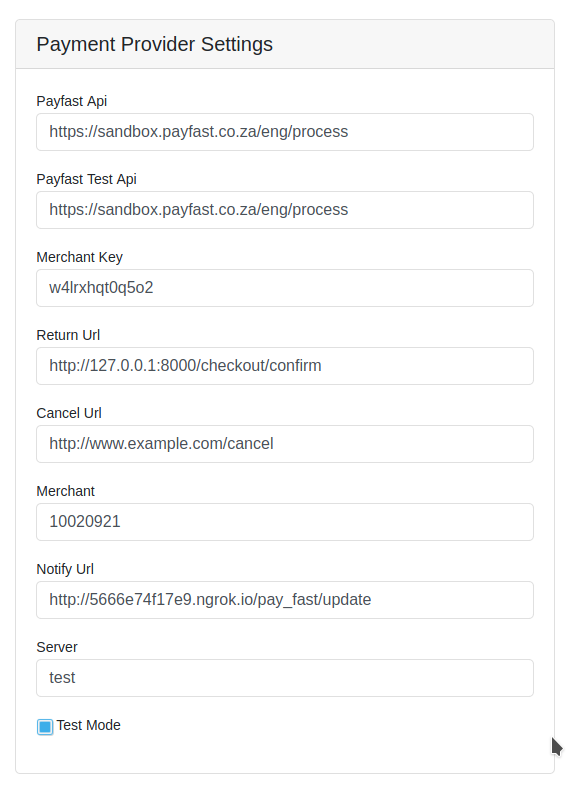 Payment Provider Settings
Payfast Api
https://sandbox.payfast.co.za/eng/process
Payfast Test Api
https://sandbox.payfast.co.za/eng/process
Merchant Key
w4lrxhqt0q5o2
Return Url
http://127.0.0.1:8000/checkout/confirm
Cancel Url
http://www.example.com/cancel
Merchant
10020921
Notify Url
http://5666e74f17e9.ngrok.io/pay_fast/update
Server
test
Test Mode